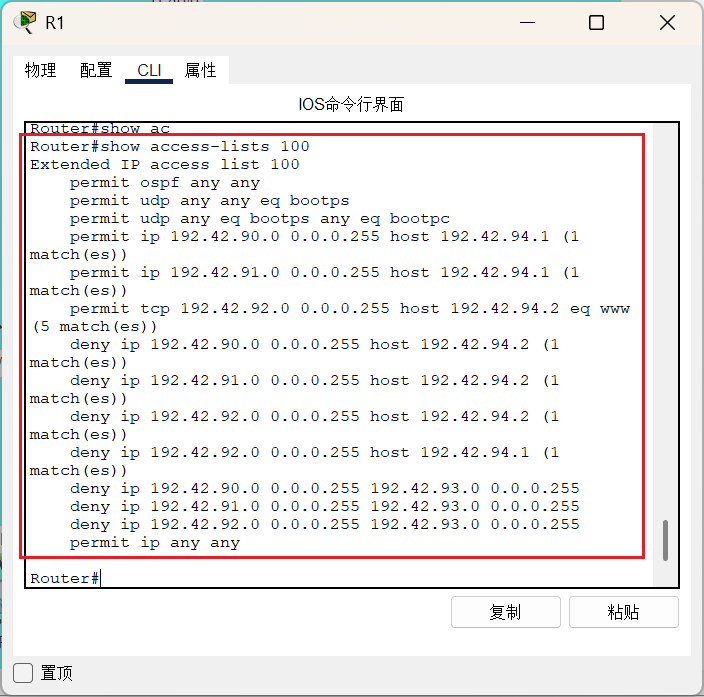 R1
物理 配置 CLI 属性
IOS命令行界面
Router#show ac
Router#show access-lists 100
Extended IP access list 100
permit ospf any any
permit udp any any eq bootps
permit udp any eq bootps any eq bootpc
permit ip 192.42.90.0 0.0.0.255 host 192.42.94.1 (1
match(es))
permit ip 192.42.91.0 0.0.0.255 host 192.42.94.1 (1
match(es))
permit tcp 192.42.92.0 0.0.0.255 host 192.42.94.2 eq www
(5 match(es))
deny ip 192.42.90.0 0.0.0.255 host 192.42.94.2 (1
match(es))
deny ip 192.42.91.0 0.0.0.255 host 192.42.94.2 (1
match(es))
deny ip 192.42.92.0 0.0.0.255 host 192.42.94.2 (1
match(es))
deny ip 192.42.92.0 0.0.0.255 host 192.42.94.1 (1
match(es))
deny ip 192.42.90.0 0.0.0.255 192.42.93.0 0.0.0.255
deny ip 192.42.91.0 0.0.0.255 192.42.93.0 0.0.0.255
deny ip 192.42.92.0 0.0.0.255 192.42.93.0 0.0.0.255
permit ip any any
Router#
复制 粘贴
置顶